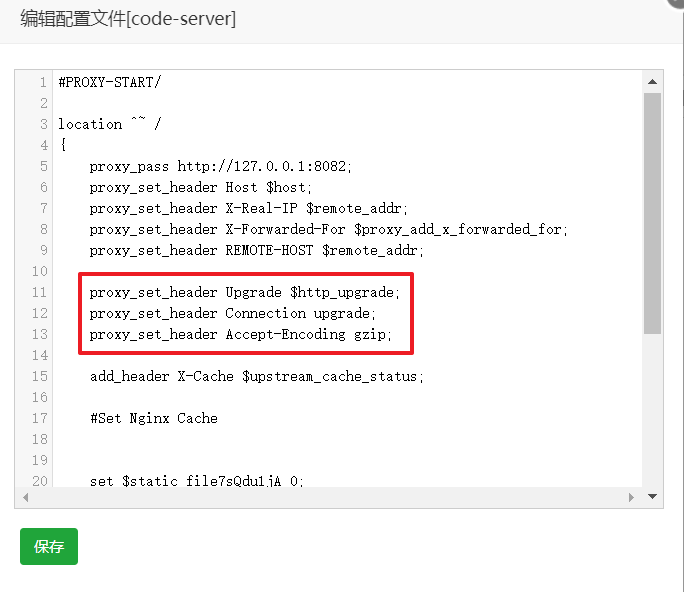 编辑配置文件[code-server]
1 #PROXY-START/
2
3 location ^~ /
4 {
5 proxy_pass http://127.0.0.1:8082;
6 proxy_set_header Host $host;
7 proxy_set_header X-Real-IP $remote_addr;
8 proxy_set_header X-Forwarded-For $proxy_add_x_forwarded_for;
9 proxy_set_header REMOTE-HOST $remote_addr;
10
11 proxy_set_header Upgrade $http_upgrade;
12 proxy_set_header Connection upgrade;
13 proxy_set_header Accept-Encoding gzip;
14
15 add_header X-Cache $upstream_cache_status;
16
17 #Set Nginx Cache
18
19
20 set $static_file7sQdu1jA 0;
保存